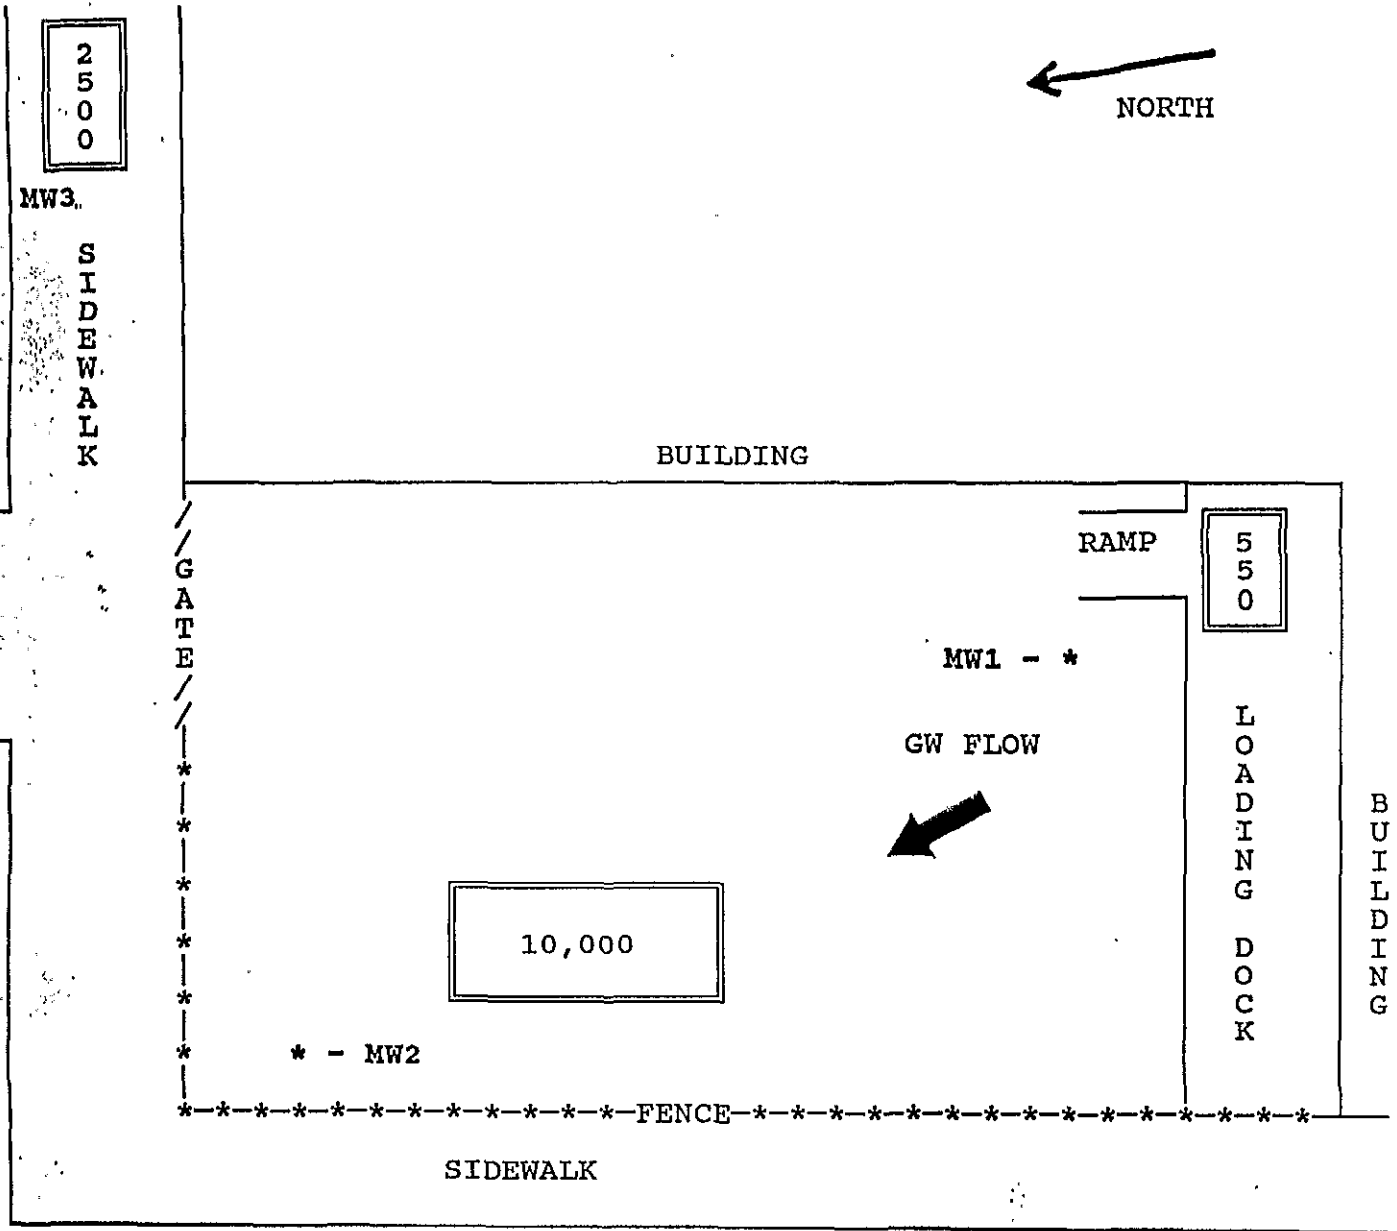 2500
NORTH
MW3
SIDEWALK
BUILDING
RAMP
550
//GATE//
MW1 - *
GW FLOW
LOADING DOCK
BUILDING
10,000
* - MW2
*-*-*-*-*-*-*-*-*-*-*-*-FENCE-*-*-*-*-*-*-*-*-*-*-*-*-*-*-*
SIDEWALK